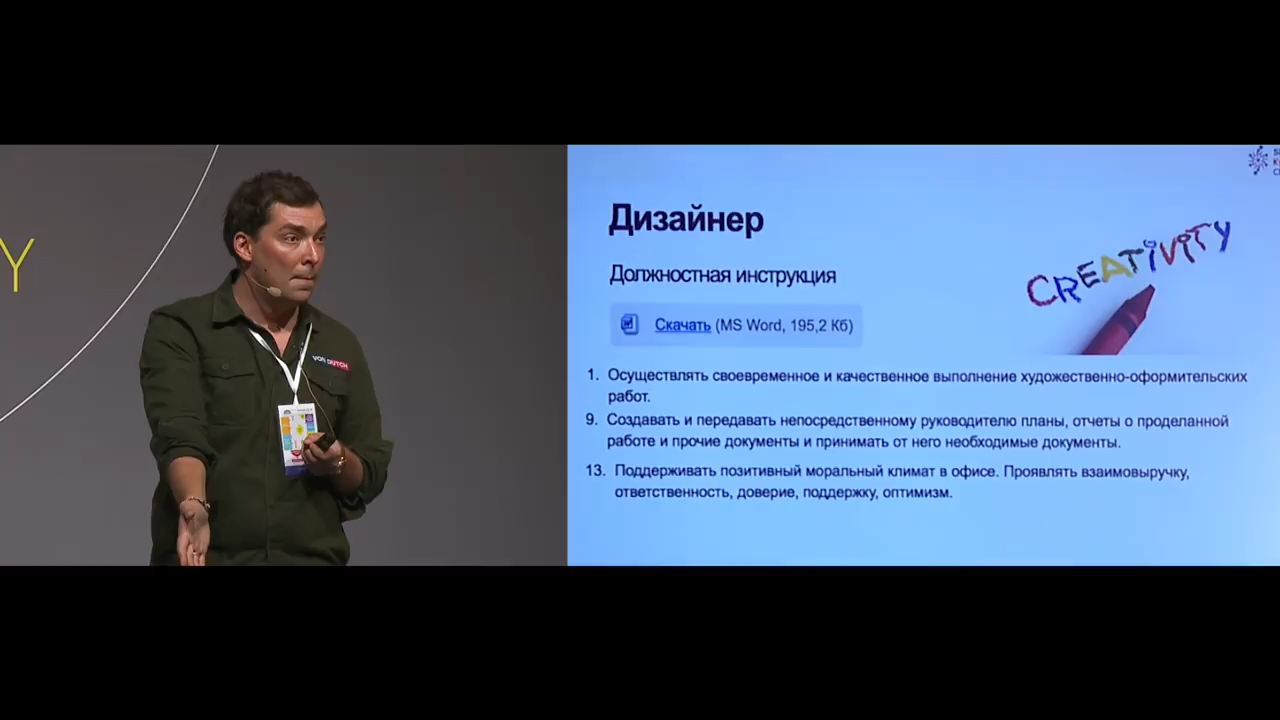 Y
VON DUTCH
Дизайнер
Должностная инструкция
Скачать (MS Word, 195,2 Кб)
CREATIVITY
1. Осуществлять своевременное и качественное выполнение художественно-оформительских
работ.
9. Создавать и передавать непосредственному руководителю планы, отчеты о проделанной
работе и прочие документы и принимать от него необходимые документы.
13. Поддерживать позитивный моральный климат в офисе. Проявлять взаимовыручку,
ответственность, доверие, поддержку, оптимизм.